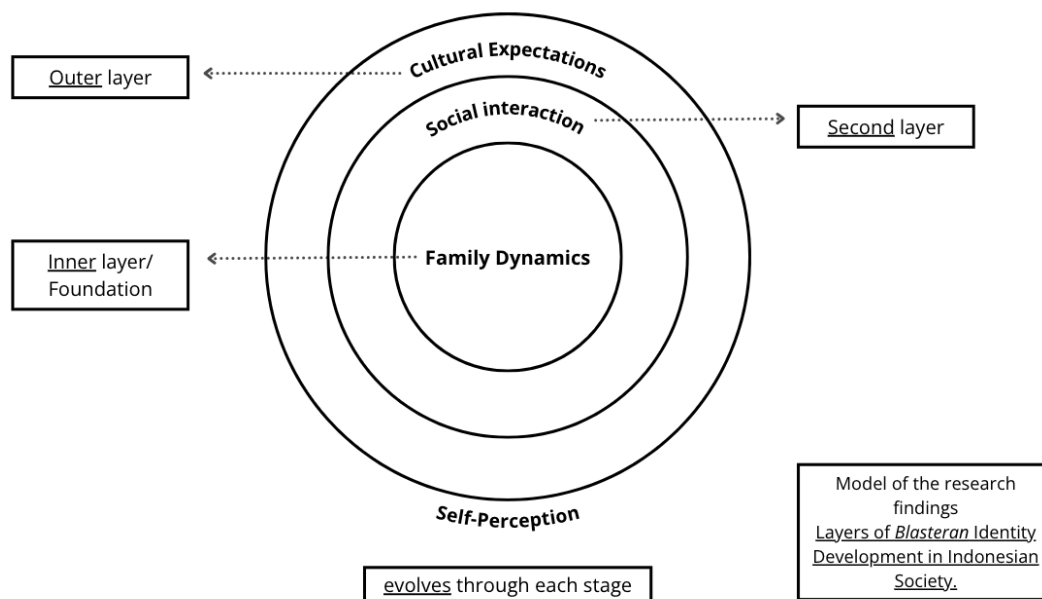 Cultural Expectations
Outer layer
Social interaction
Second layer
Inner layer/
Foundation
Family Dynamics
Self-Perception
evolves through each stage
Model of the research
findings
Layers of Blasteran Identity
Development in Indonesian
Society.